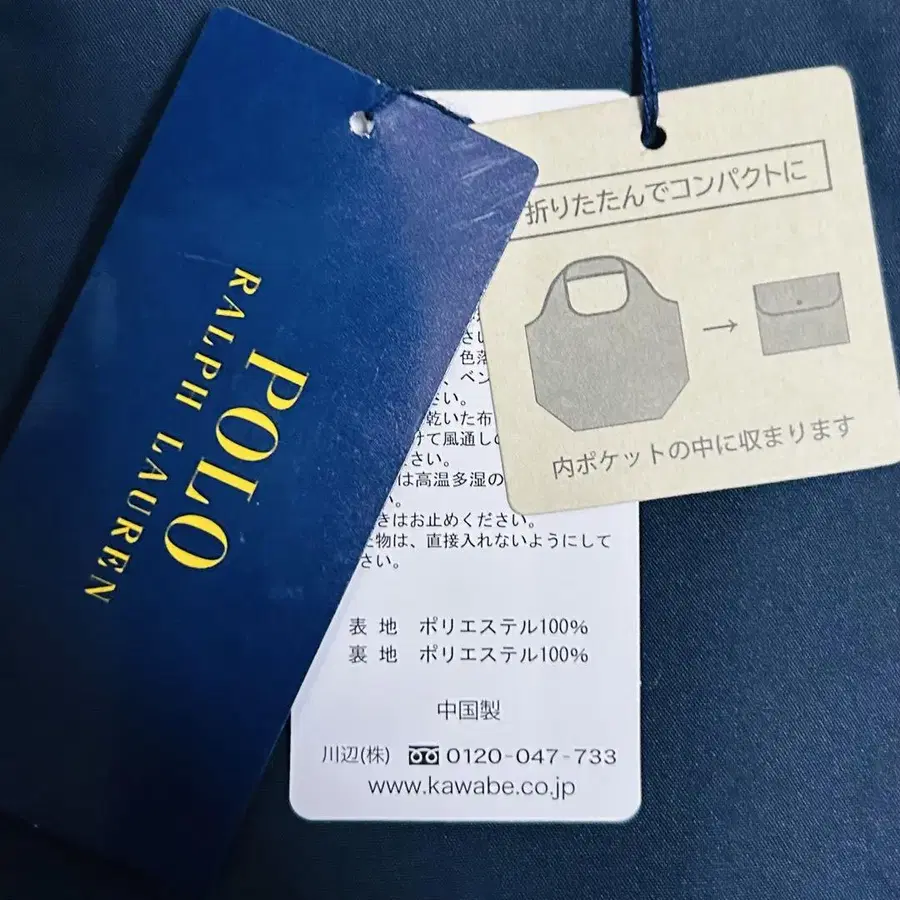 POLO
RALPH LAUREN
折りたたんでコンパクトに
内ポケットの中に収まります
さい
色落
、ベン
さい。
乾いた布
けて風通しの
さい。
は高温多湿の
い。
きはお止めください。
物は、直接入れないようにして
さい。
表 地 ポリエステル100%
裏 地 ポリエステル100%
中国製
川辺(株) 0120-047-733
www.kawabe.co.jp